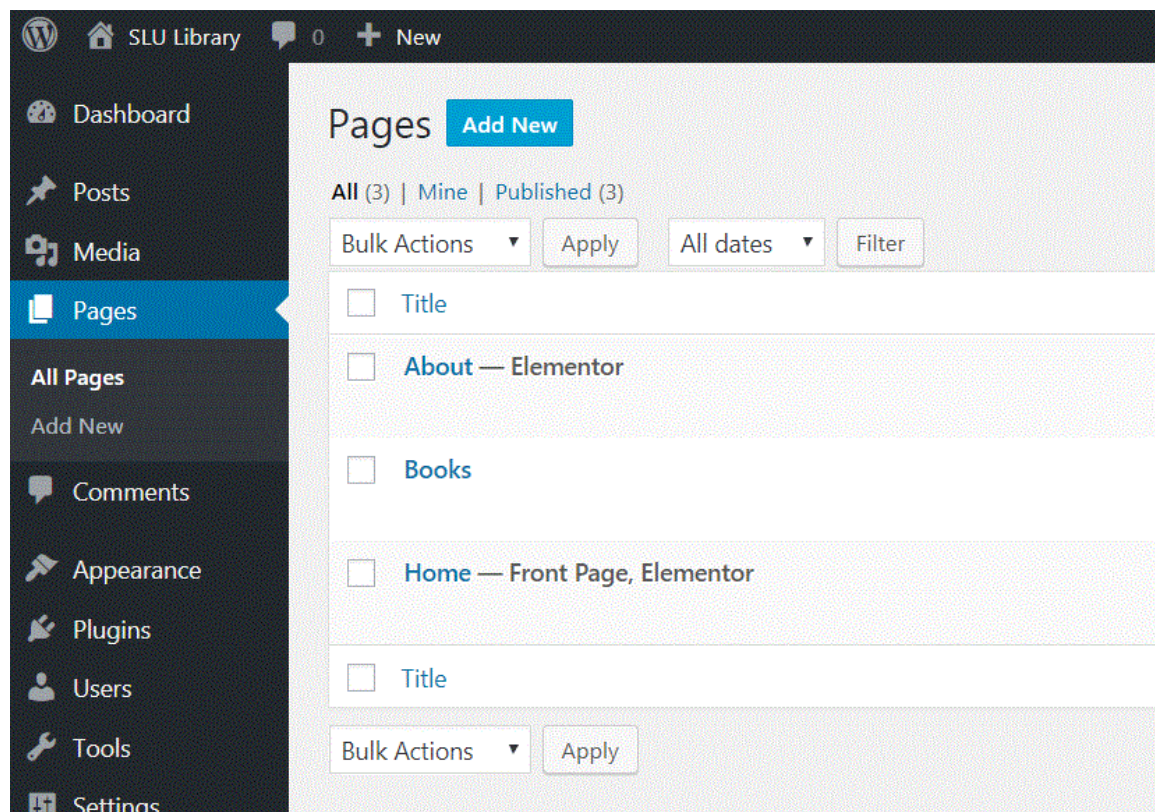 SLU Library 0 New
Dashboard
Posts
Media
Pages
All Pages
Add New
Comments
Appearance
Plugins
Users
Tools
Settings
Pages Add New
All (3) | Mine | Published (3)
Bulk Actions Apply All dates Filter
Title
About — Elementor
Books
Home — Front Page, Elementor
Title
Bulk Actions Apply